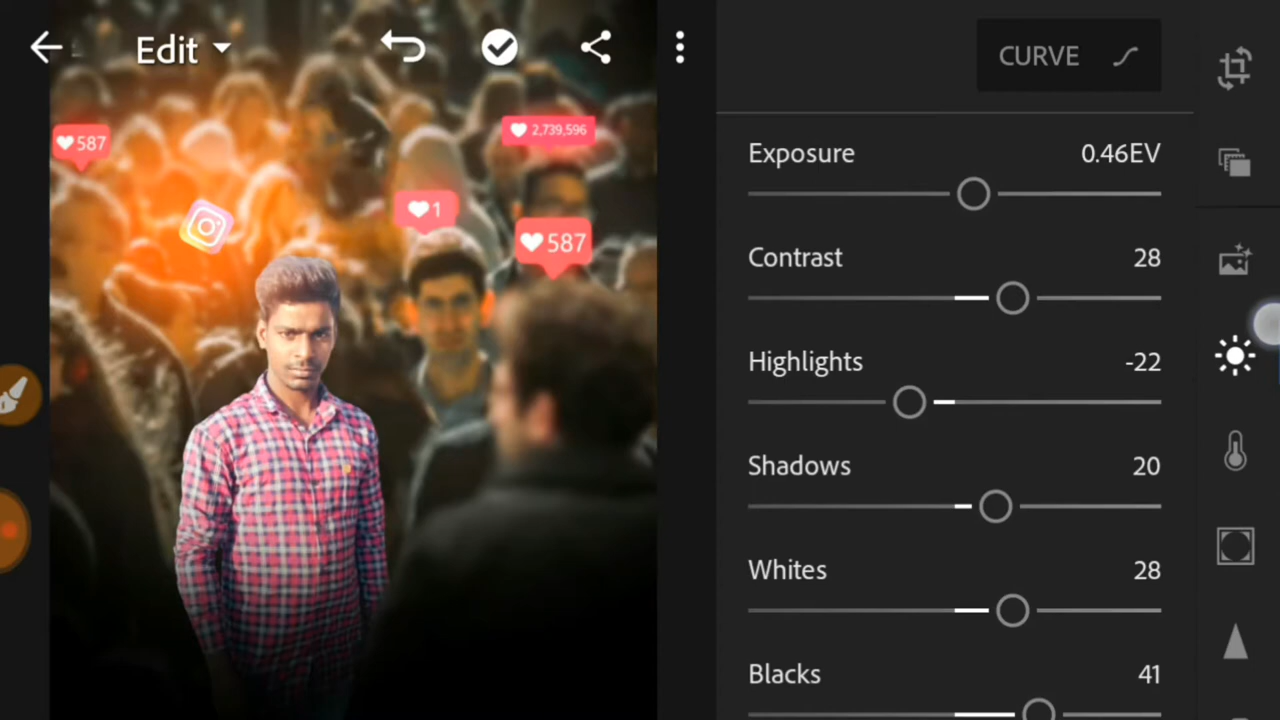 Edit
CURVE
587
2,739,596
1
587
Exposure 0.46EV
Contrast 28
Highlights -22
Shadows 20
Whites 28
Blacks 41